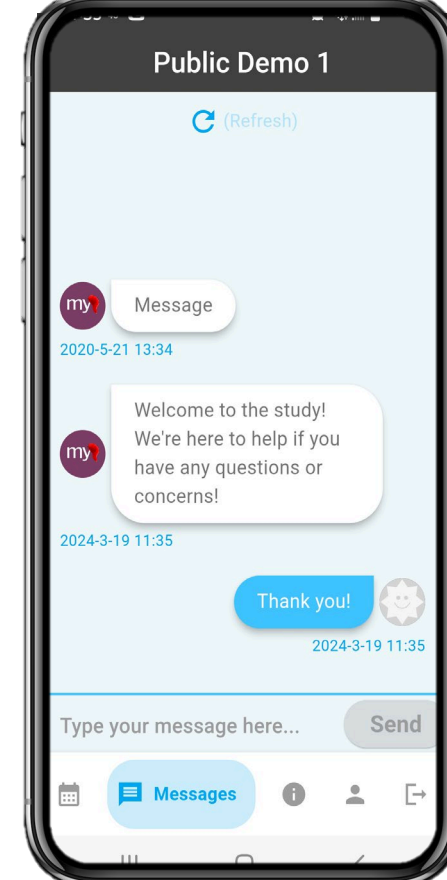 Public Demo 1
(Refresh)
my
Message
2020-5-21 13:34
Welcome to the study!
We're here to help if you
my
have any questions or
concerns!
2024-3-19 11:35
Thank you!
2024-3-19 11:35
Type your message here...
Send
Messages